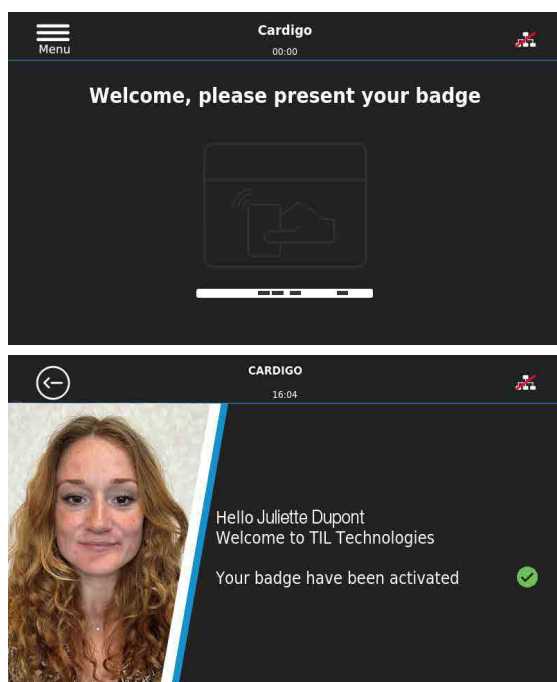 Cardigo
00:00
Menu
Welcome, please present your badge
CARDIGO
16:04
Hello Juliette Dupont
Welcome to TIL Technologies
Your badge have been activated